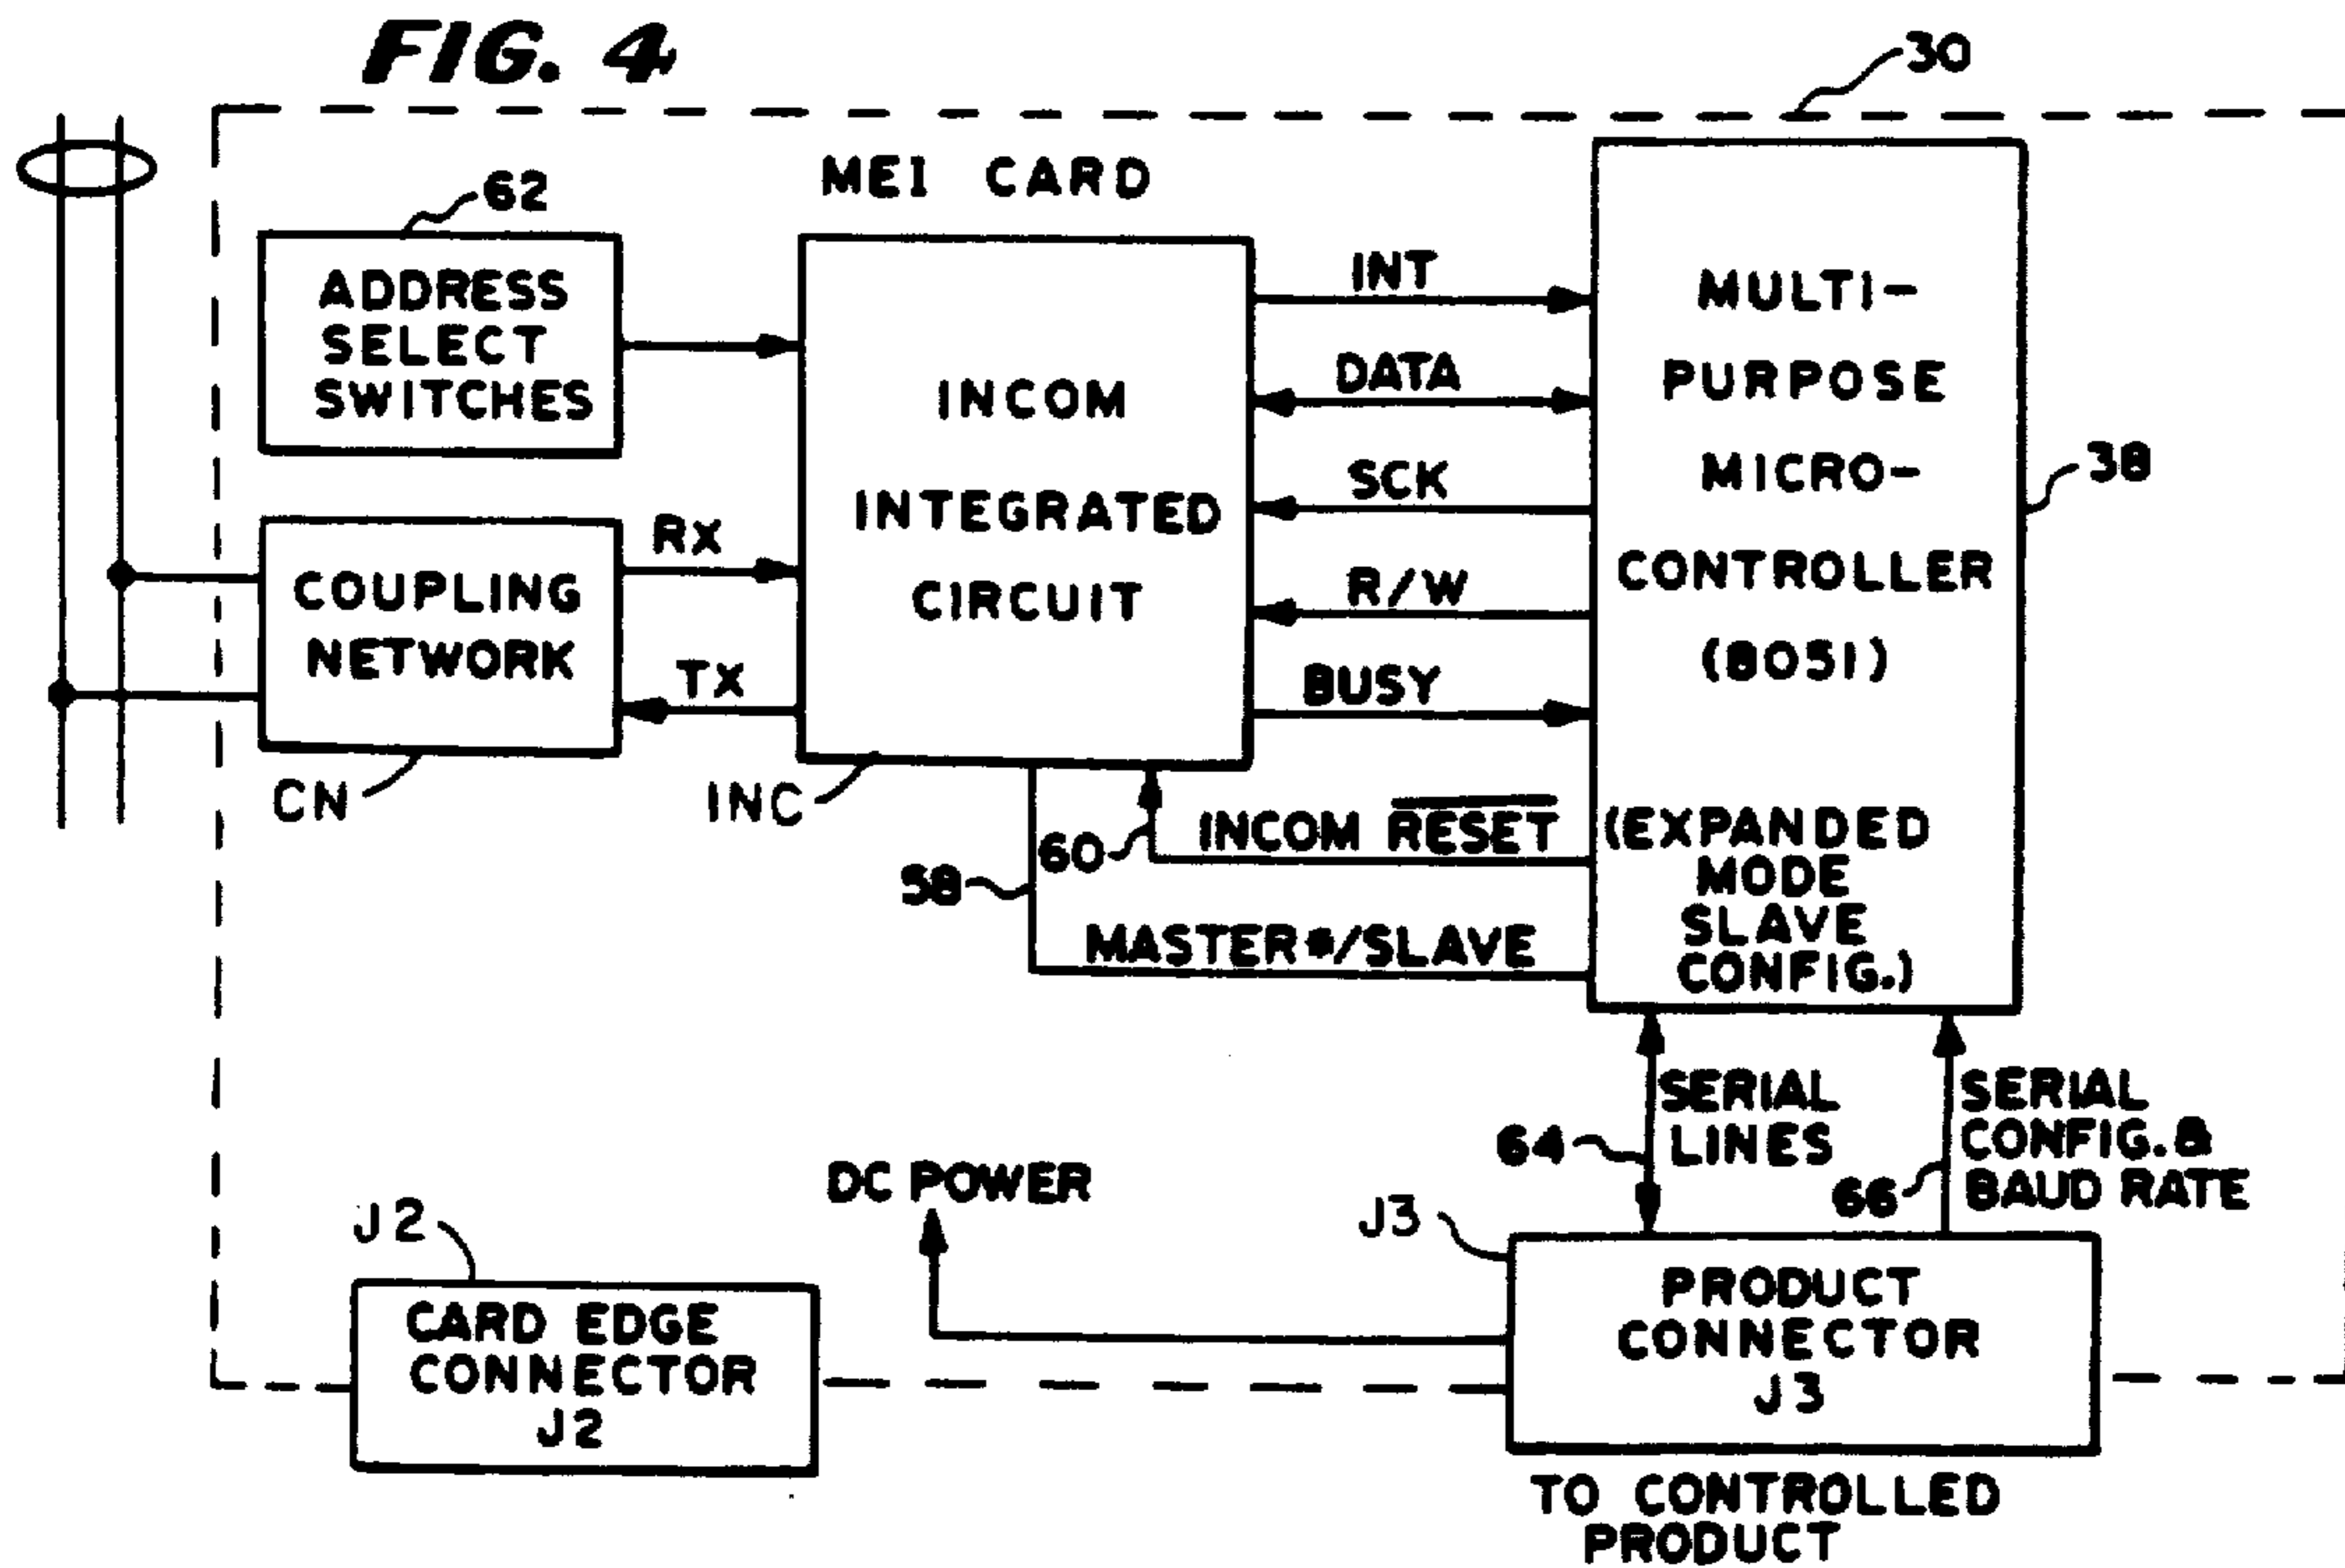 FIG. 4
30
MEI CARD
62
ADDRESS
SELECT
SWITCHES
INCOM
INTEGRATED
CIRCUIT
INT
DATA
SCK
R/W
BUSY
MULTI-
PURPOSE
MICRO-
CONTROLLER
(8051)
38
COUPLING
NETWORK
RX
TX
CN
INC
60
INCOM RESET
58
MASTER*/SLAVE
(EXPANDED
MODE
SLAVE
CONFIG.)
64
SERIAL
LINES
66
SERIAL
CONFIG. &
BAUD RATE
DC POWER
J2
CARD EDGE
CONNECTOR
J2
J3
PRODUCT
CONNECTOR
J3
TO CONTROLLED
PRODUCT